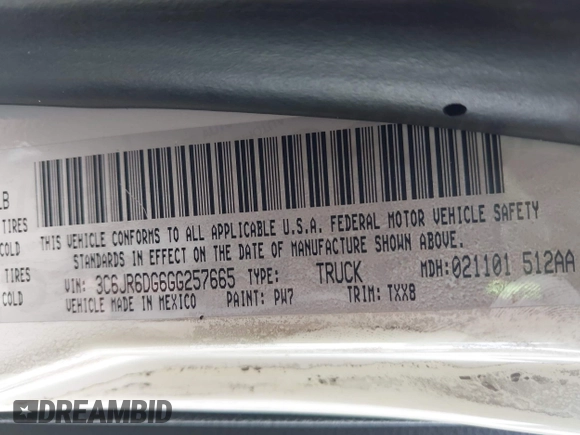 LB
TIRES
COLD
TIRES
COLD
THIS VEHICLE CONFORMS TO ALL APPLICABLE U.S.A. FEDERAL MOTOR VEHICLE SAFETY
STANDARDS IN EFFECT ON THE DATE OF MANUFACTURE SHOWN ABOVE.
VIN: 3C6JR6DG6GG257665 TYPE: TRUCK MDH: 021101 512AA
VEHICLE MADE IN MEXICO PAINT: PW7 TRIM: TXX8
DREAMBID